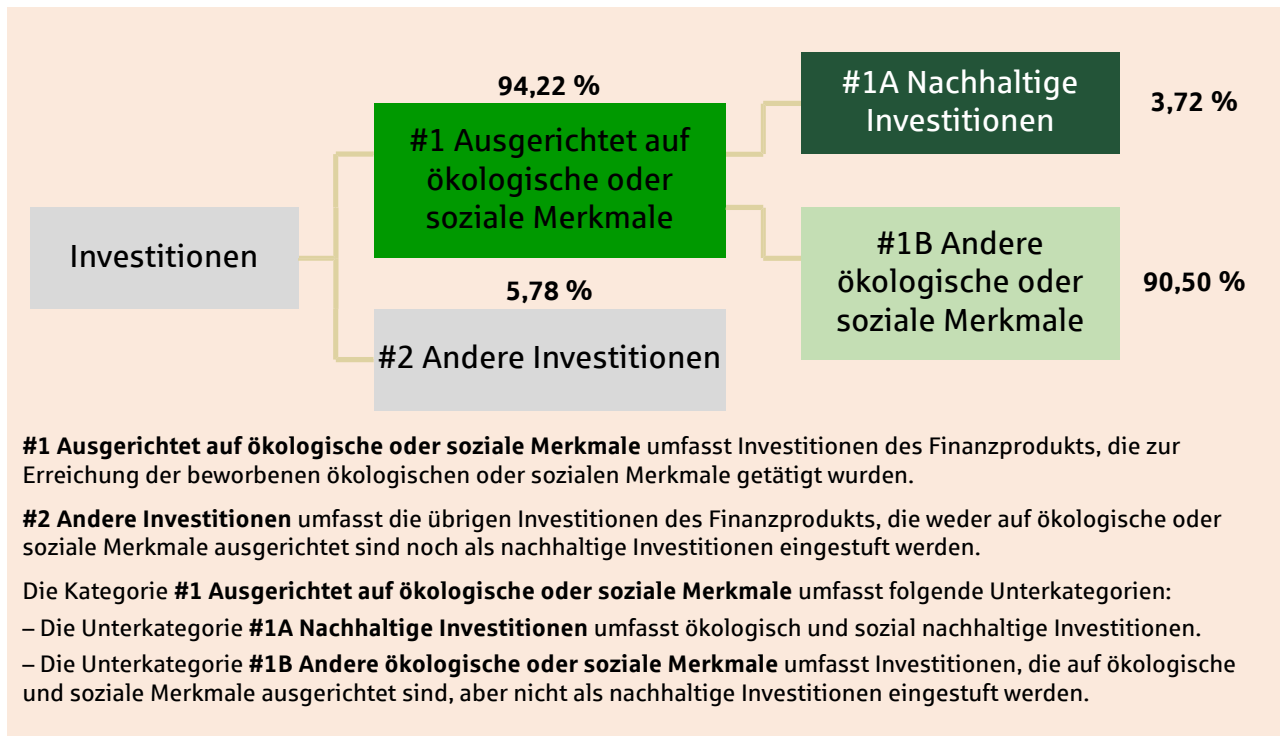 94,22 %
#1 Ausgerichtet auf
ökologische oder
soziale Merkmale
#1A Nachhaltige
Investitionen
3,72 %
Investitionen
#1B Andere
ökologische oder
soziale Merkmale
90,50 %
5,78 %
#2 Andere Investitionen
#1 Ausgerichtet auf ökologische oder soziale Merkmale umfasst Investitionen des Finanzprodukts, die zur
Erreichung der beworbenen ökologischen oder sozialen Merkmale getätigt wurden.
#2 Andere Investitionen umfasst die übrigen Investitionen des Finanzprodukts, die weder auf ökologische oder
soziale Merkmale ausgerichtet sind noch als nachhaltige Investitionen eingestuft werden.
Die Kategorie #1 Ausgerichtet auf ökologische oder soziale Merkmale umfasst folgende Unterkategorien:
– Die Unterkategorie #1A Nachhaltige Investitionen umfasst ökologisch und sozial nachhaltige Investitionen.
– Die Unterkategorie #1B Andere ökologische oder soziale Merkmale umfasst Investitionen, die auf ökologische
und soziale Merkmale ausgerichtet sind, aber nicht als nachhaltige Investitionen eingestuft werden.